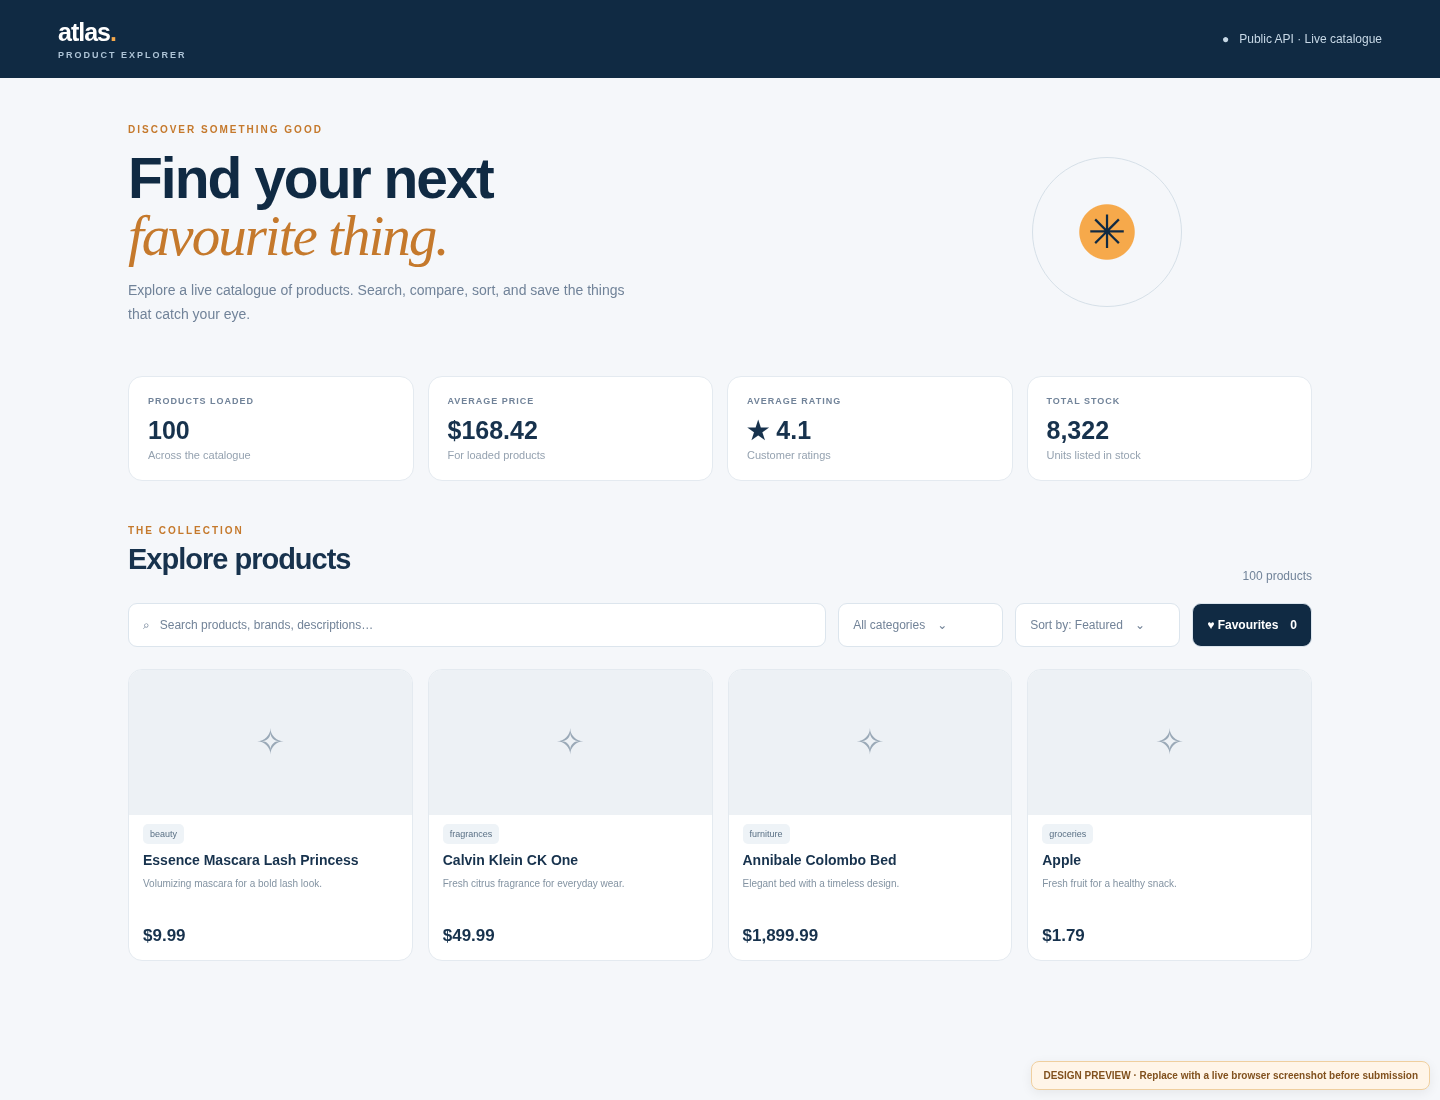 atlas.
PRODUCT EXPLORER
● Public API · Live catalogue
DISCOVER SOMETHING GOOD
Find your next
favourite thing.
Explore a live catalogue of products. Search, compare, sort, and save the things
that catch your eye.
PRODUCTS LOADED
100
Across the catalogue
AVERAGE PRICE
$168.42
For loaded products
AVERAGE RATING
★ 4.1
Customer ratings
TOTAL STOCK
8,322
Units listed in stock
THE COLLECTION
Explore products
100 products
Search products, brands, descriptions…
All categories
Sort by: Featured
♥ Favourites 0
beauty
Essence Mascara Lash Princess
Volumizing mascara for a bold lash look.
$9.99
fragrances
Calvin Klein CK One
Fresh citrus fragrance for everyday wear.
$49.99
furniture
Annibale Colombo Bed
Elegant bed with a timeless design.
$1,899.99
groceries
Apple
Fresh fruit for a healthy snack.
$1.79
DESIGN PREVIEW · Replace with a live browser screenshot before submission